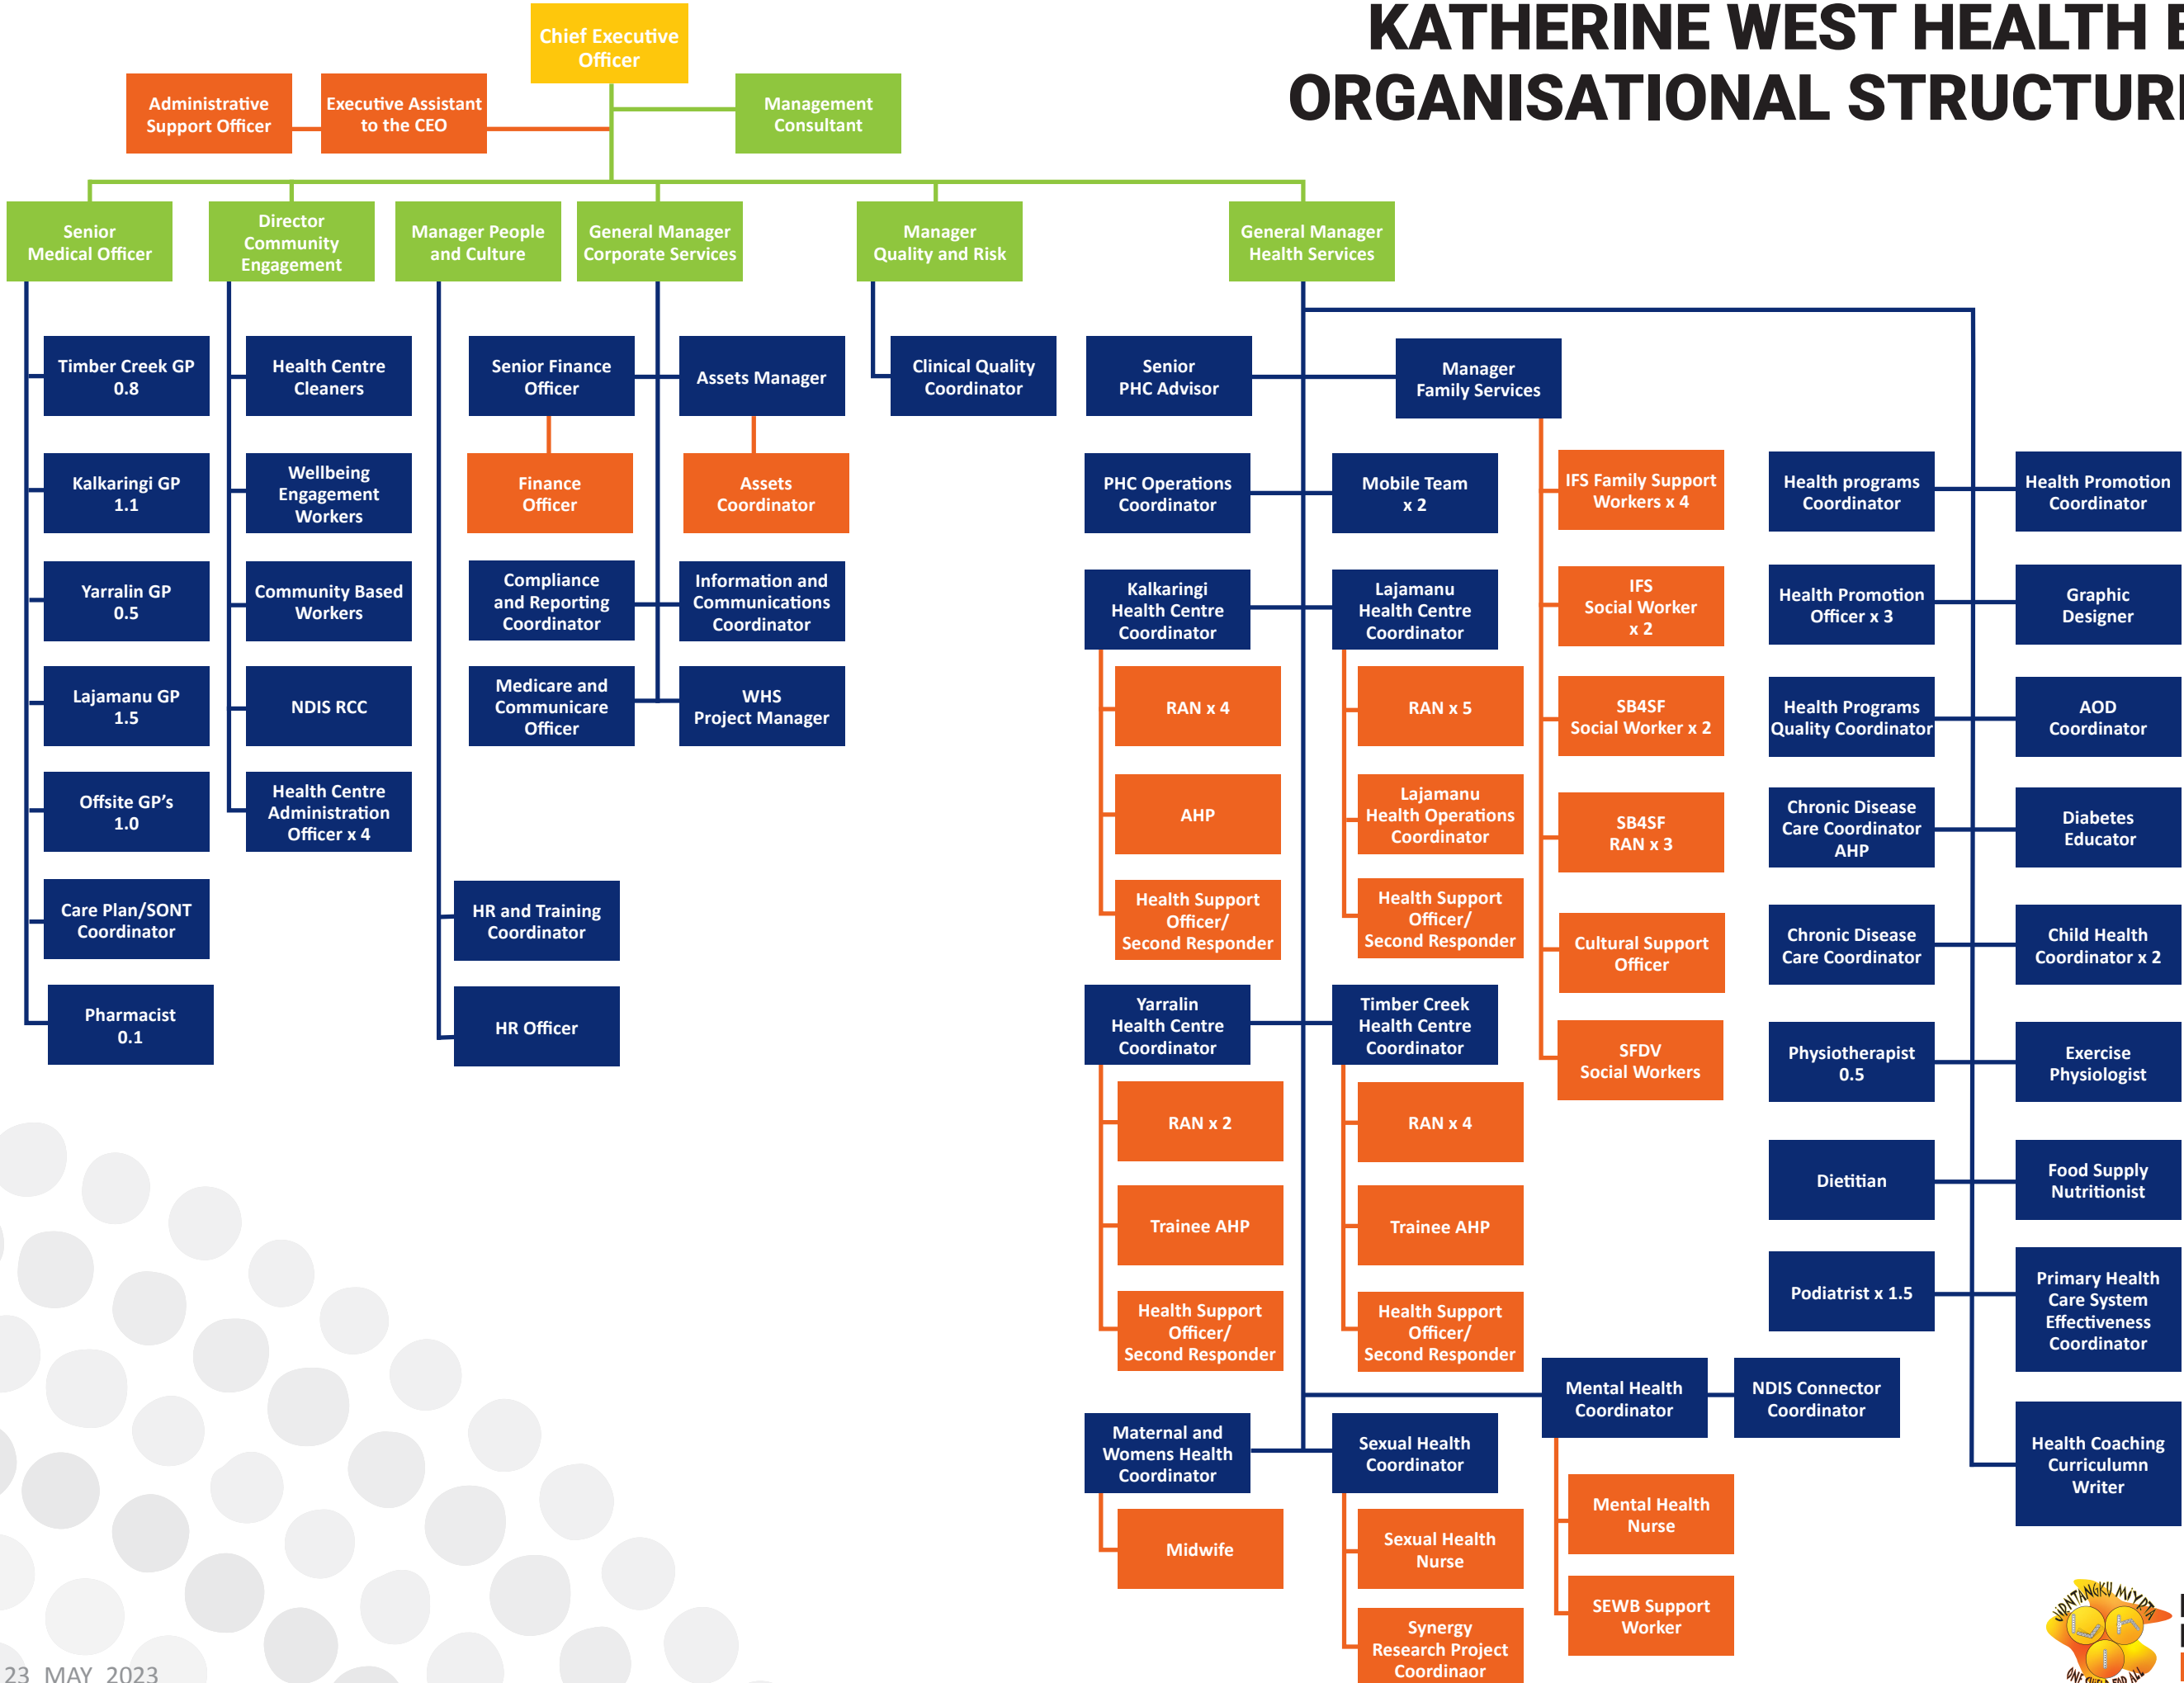 KATHERINE WEST HEALTH
ORGANISATIONAL STRUCTURE
Chief Executive
Officer
Administrative
Support Officer
Executive Assistant
to the CEO
Management
Consultant
Senior
Medical Officer
Director
Community
Engagement
Manager People
and Culture
General Manager
Corporate Services
Manager
Quality and Risk
General Manager
Health Services
Timber Creek GP
0.8
Kalkaringi GP
1.1
Yarralin GP
0.5
Lajamanu GP
1.5
Offsite GP's
1.0
Care Plan/SONT
Coordinator
Pharmacist
0.1
Health Centre
Cleaners
Wellbeing
Engagement
Workers
Community Based
Workers
NDIS RCC
Health Centre
Administration
Officer x 4
HR and Training
Coordinator
HR Officer
Senior Finance
Officer
Assets Manager
Finance
Officer
Assets
Coordinator
Compliance
and Reporting
Coordinator
Information and
Communications
Coordinator
Medicare and
Communicare
Officer
WHS
Project Manager
Clinical Quality
Coordinator
Senior
PHC Advisor
Manager
Family Services
PHC Operations
Coordinator
Mobile Team
x 2
Kalkaringi
Health Centre
Coordinator
Lajamanu
Health Centre
Coordinator
RAN x 4
AHP
Health Support
Officer/
Second Responder
RAN x 5
Lajamanu
Health Operations
Coordinator
Health Support
Officer/
Second Responder
Yarralin
Health Centre
Coordinator
Timber Creek
Health Centre
Coordinator
RAN x 2
Trainee AHP
Health Support
Officer/
Second Responder
RAN x 4
Trainee AHP
Health Support
Officer/
Second Responder
Maternal and
Womens Health
Coordinator
Sexual Health
Coordinator
Midwife
Sexual Health
Nurse
Synergy
Research Project
Coordinaor
IFS Family Support
Workers x 4
IFS
Social Worker
x 2
SB4SF
Social Worker x 2
SB4SF
RAN x 3
Cultural Support
Officer
SFDV
Social Workers
Mental Health
Coordinator
NDIS Connector
Coordinator
Mental Health
Nurse
SEWB Support
Worker
Health programs
Coordinator
Health Promotion
Coordinator
Health Promotion
Officer x 3
Graphic
Designer
Health Programs
Quality Coordinator
AOD
Coordinator
Chronic Disease
Care Coordinator
AHP
Diabetes
Educator
Chronic Disease
Care Coordinator
Child Health
Coordinator x 2
Physiotherapist
0.5
Exercise
Physiologist
Dietitian
Food Supply
Nutritionist
Podiatrist x 1.5
Primary Health
Care System
Effectiveness
Coordinator
Health Coaching
Curriculumn
Writer
23 MAY 2023